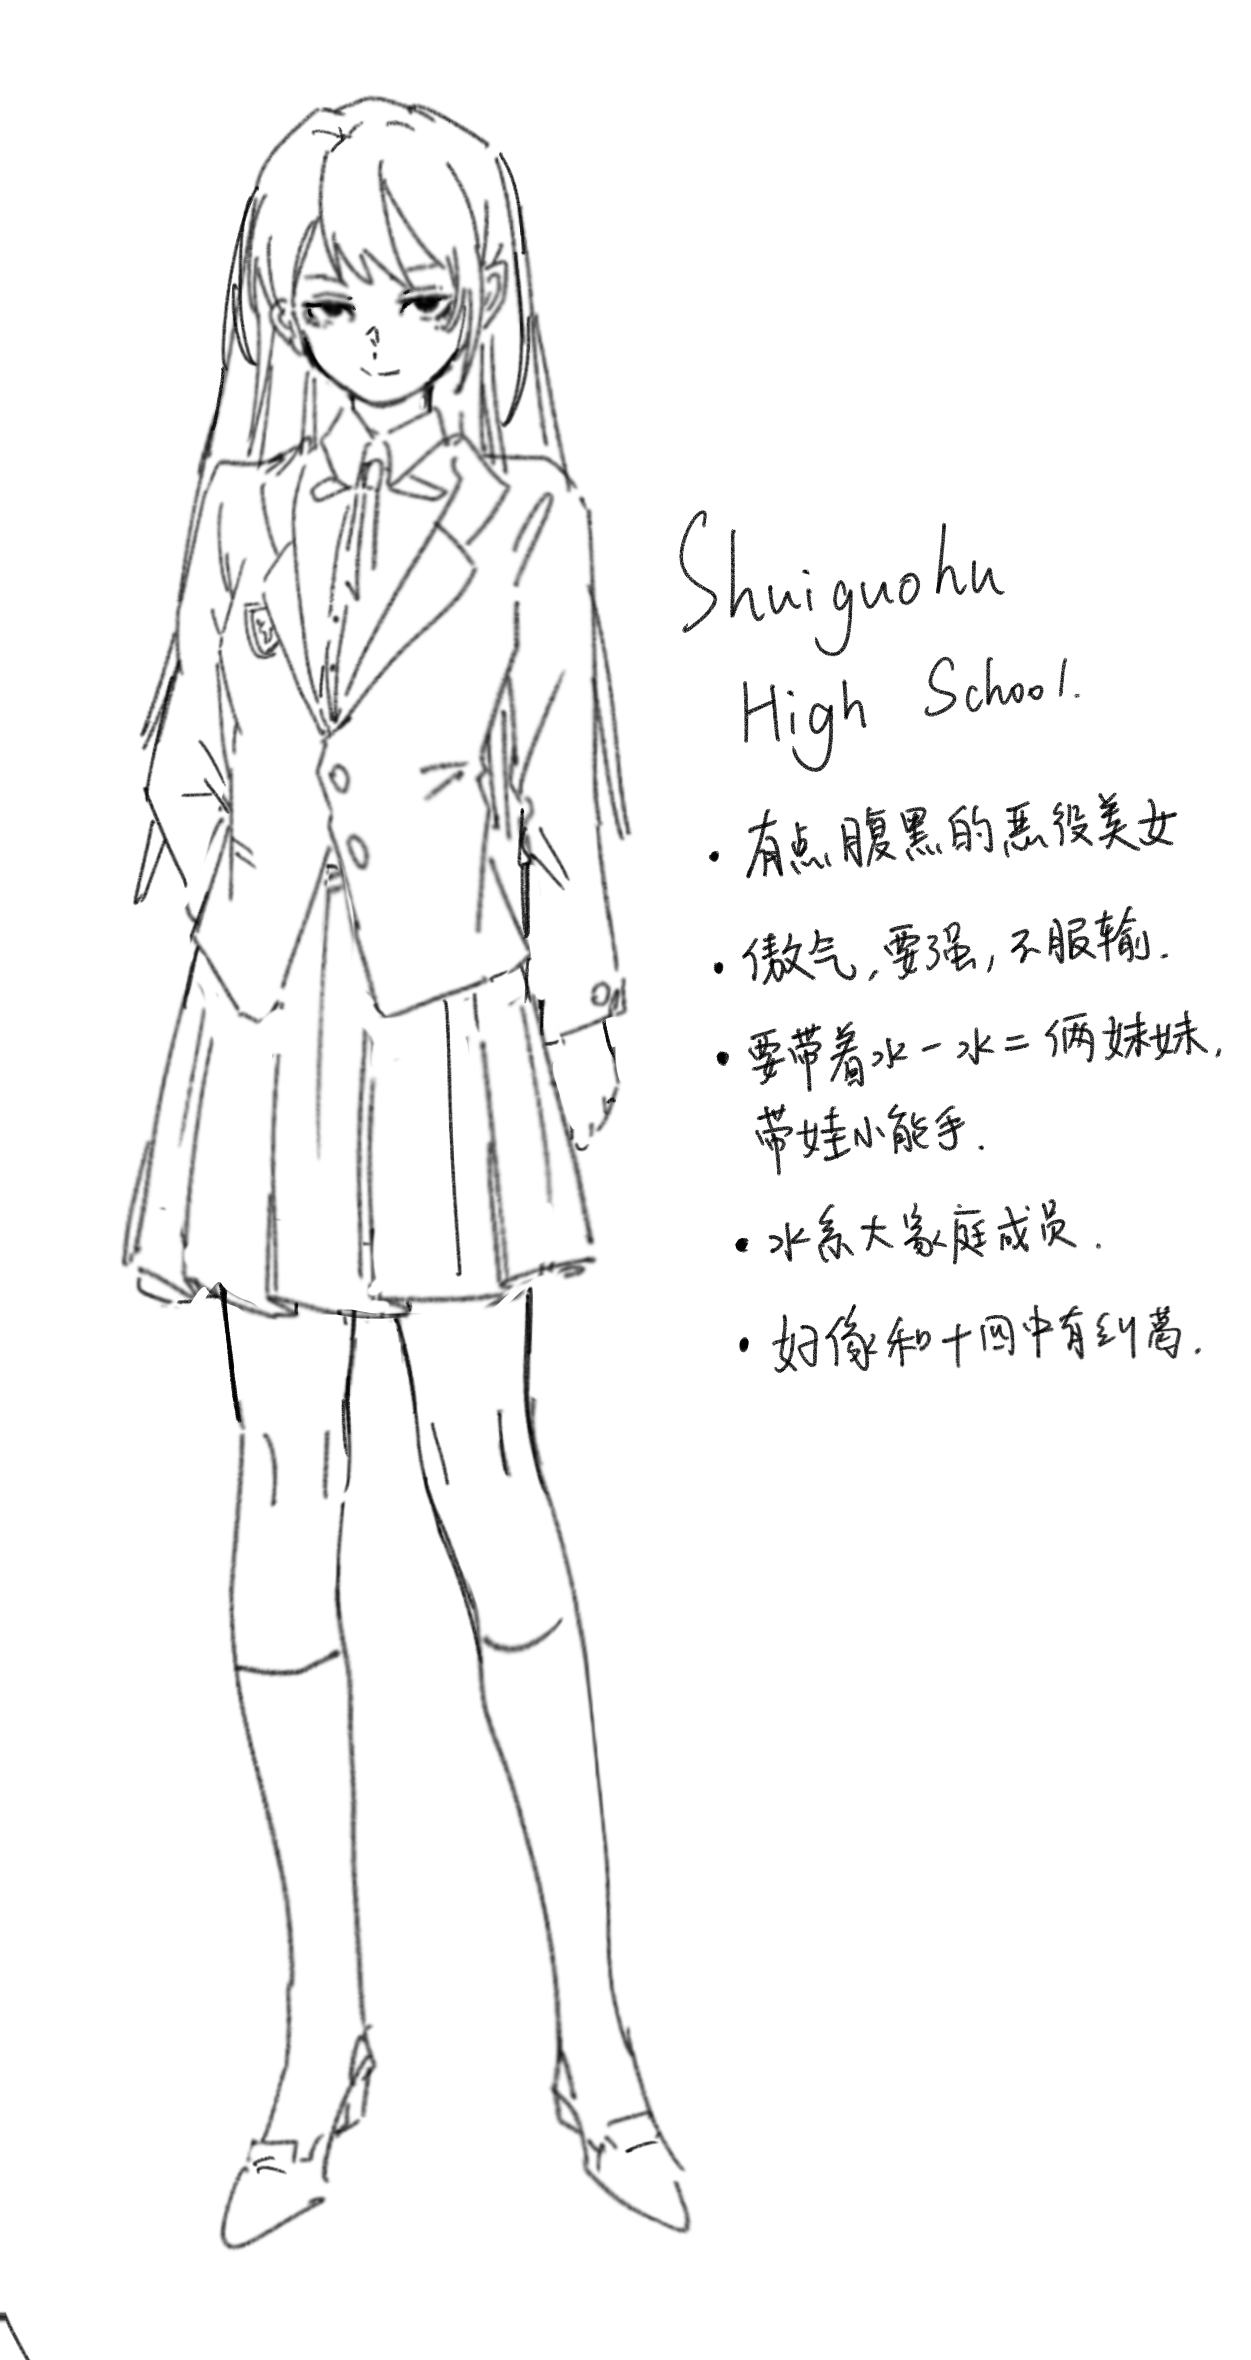 Shuiguohu
High School.
• 有点腹黑的恶役美女
• 傲气,要强,不服输.
• 要带着水一水二俩妹妹,
带娃小能手.
• 水系大家庭成员.
• 好像和十四中有纠葛.